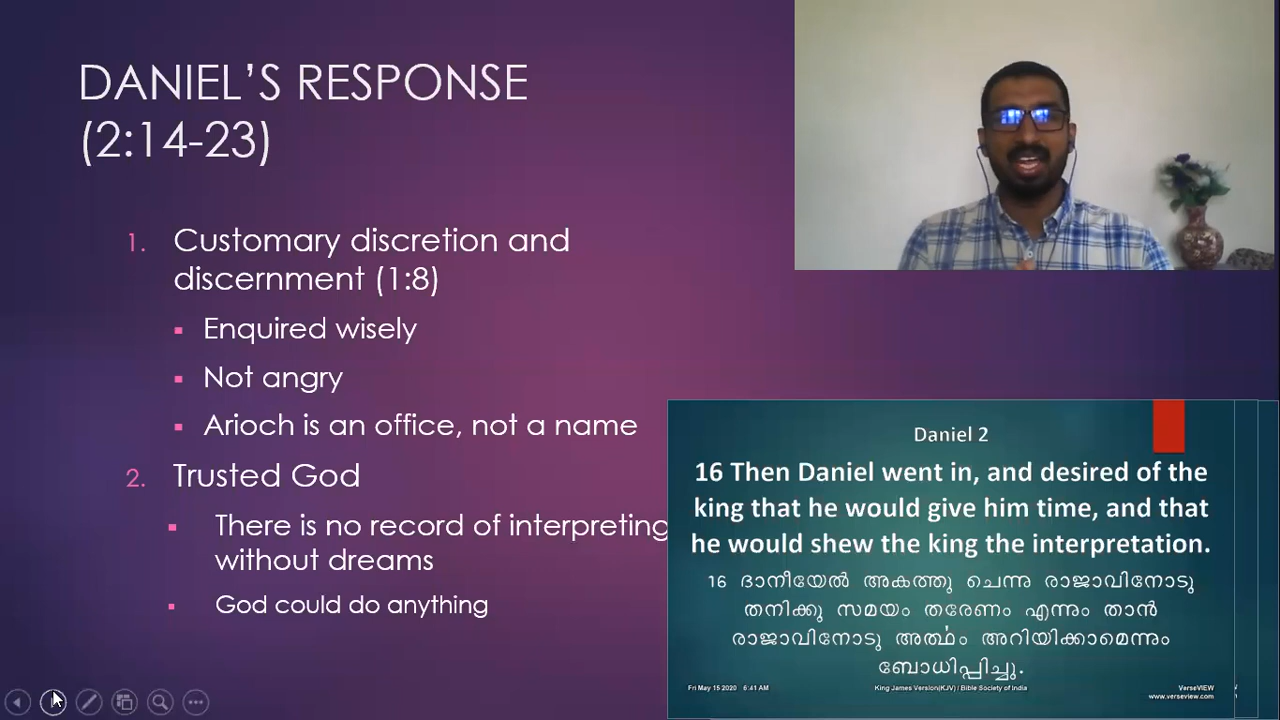 DANIEL'S RESPONSE
(2:14-23)
1. Customary discretion and
discernment (1:8)
▪ Enquired wisely
▪ Not angry
▪ Arioch is an office, not a name
2. Trusted God
▪ There is no record of interpreting
without dreams
▪ God could do anything
Daniel 2
16 Then Daniel went in, and desired of the
king that he would give him time, and that
he would shew the king the interpretation.
16 ദാനീയേൽ അകത്തു ചെന്നു രാജാവിനോടു
തനിക്കു സമയം തരേണം എന്നും താൻ
രാജാവിനോടു അൎത്ഥം അറിയിക്കാമെന്നും
ബോധിപ്പിച്ചു.
Fri May 15 2020 6:41 AM
King James Version(KJV) / Bible Society of India
VerseVIEW
www.verseview.com